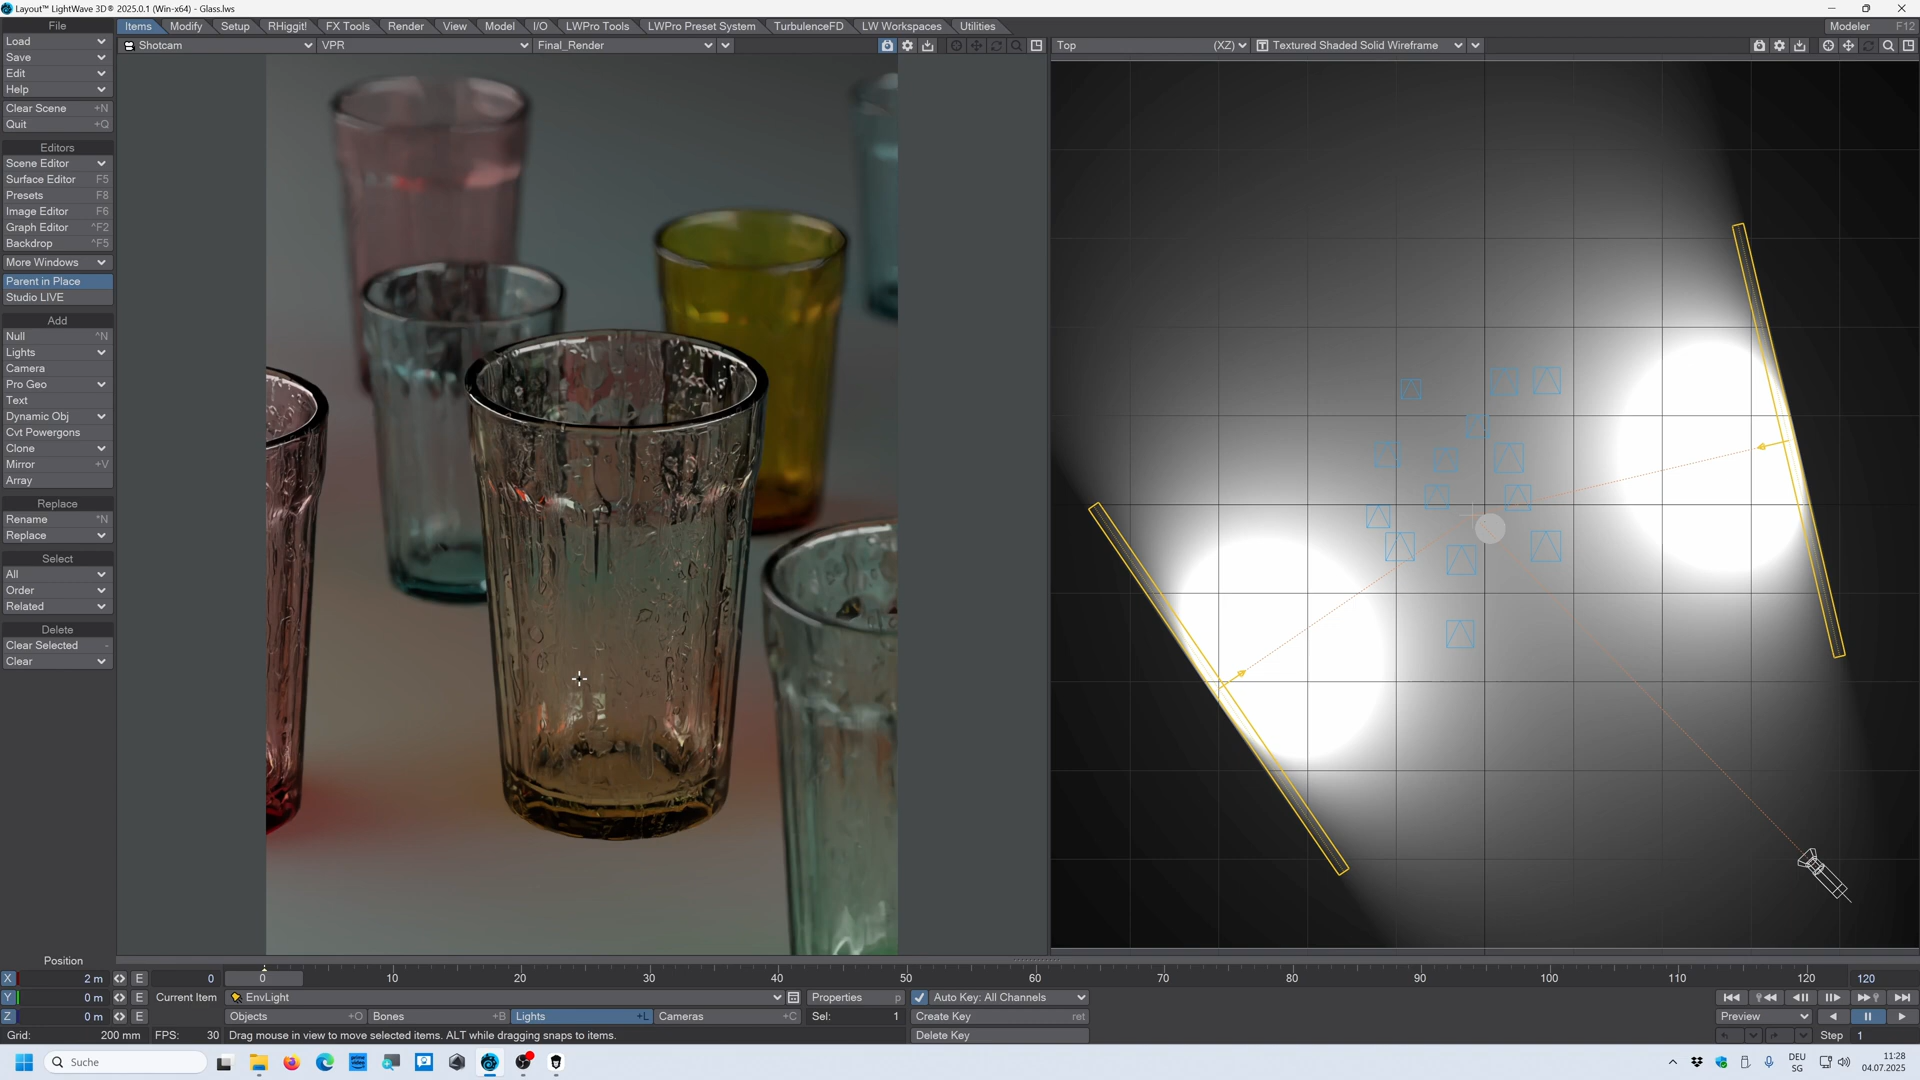 Layout™ LightWave 3D® 2025.0.1 (Win-x64) - Glass.lws
File Items Modify Setup RHiggit! FX Tools Render View Model I/O LWPro Tools LWPro Preset System TurbulenceFD LW Workspaces Utilities Modeler F12
Load Shotcam VPR Final_Render Top (XZ) Textured Shaded Solid Wireframe
Save
Edit
Help
Clear Scene +N
Quit +Q
Editors
Scene Editor
Surface Editor F5
Presets F8
Image Editor F6
Graph Editor ^F2
Backdrop ^F5
More Windows
Parent in Place
Studio LIVE
Add
Null ^N
Lights
Camera
Pro Geo
Text
Dynamic Obj
Cvt Powergons
Clone
Mirror +V
Array
Replace
Rename ^N
Replace
Select
All
Order
Related
Delete
Clear Selected -
Clear
Position
X 2 m E 0 0 10 20 30 40 50 60 70 80 90 100 110 120 120
Y 0 m E Current Item EnvLight Properties p Auto Key: All Channels
Z 0 m E Objects +O Bones +B Lights +L Cameras +C Sel: 1 Create Key ret Preview
Grid: 200 mm FPS: 30 Drag mouse in view to move selected items. ALT while dragging snaps to items. Delete Key Step 1
Suche DEU 11:28
SG 04.07.2025